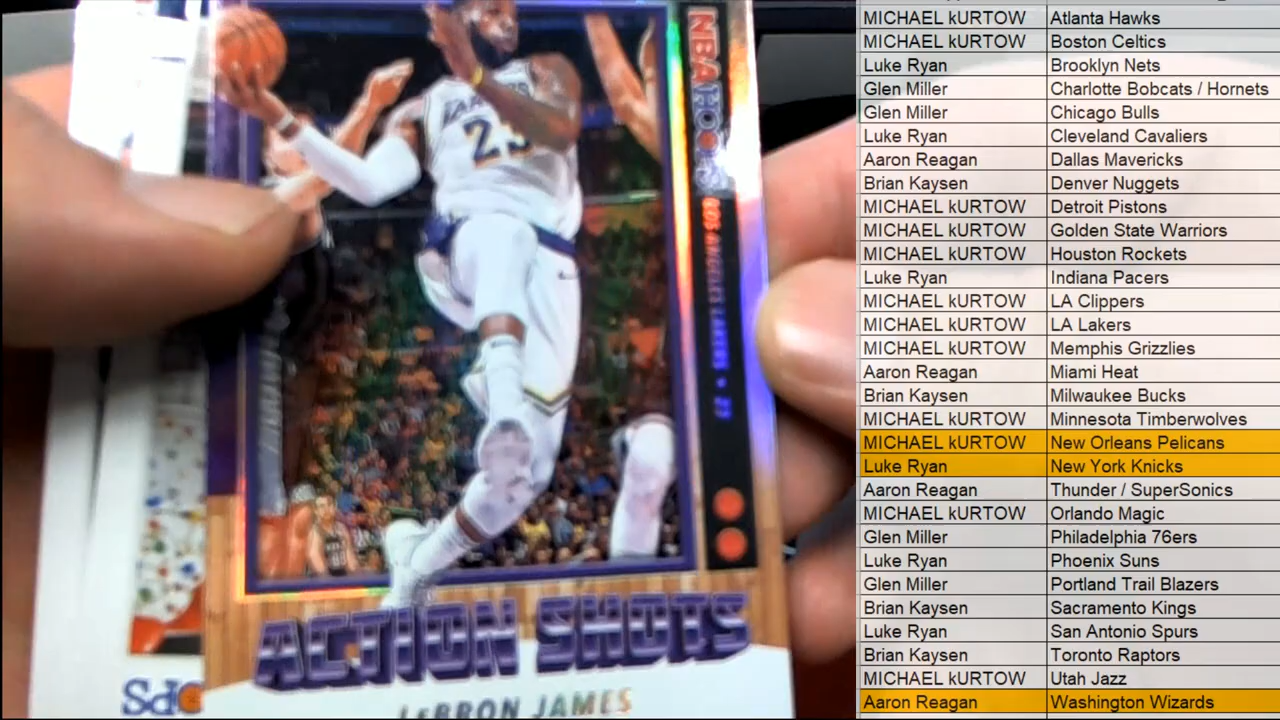 NBA HOOPS
LOS ANGELES LAKERS • 23
LAKERS
23
ACTION SHOTS
LeBRON JAMES
MICHAEL kURTOW Atlanta Hawks
MICHAEL kURTOW Boston Celtics
Luke Ryan Brooklyn Nets
Glen Miller Charlotte Bobcats / Hornets
Glen Miller Chicago Bulls
Luke Ryan Cleveland Cavaliers
Aaron Reagan Dallas Mavericks
Brian Kaysen Denver Nuggets
MICHAEL kURTOW Detroit Pistons
MICHAEL kURTOW Golden State Warriors
MICHAEL kURTOW Houston Rockets
Luke Ryan Indiana Pacers
MICHAEL kURTOW LA Clippers
MICHAEL kURTOW LA Lakers
MICHAEL kURTOW Memphis Grizzlies
Aaron Reagan Miami Heat
Brian Kaysen Milwaukee Bucks
MICHAEL kURTOW Minnesota Timberwolves
MICHAEL kURTOW New Orleans Pelicans
Luke Ryan New York Knicks
Aaron Reagan Thunder / SuperSonics
MICHAEL kURTOW Orlando Magic
Glen Miller Philadelphia 76ers
Luke Ryan Phoenix Suns
Glen Miller Portland Trail Blazers
Brian Kaysen Sacramento Kings
Luke Ryan San Antonio Spurs
Brian Kaysen Toronto Raptors
MICHAEL kURTOW Utah Jazz
Aaron Reagan Washington Wizards